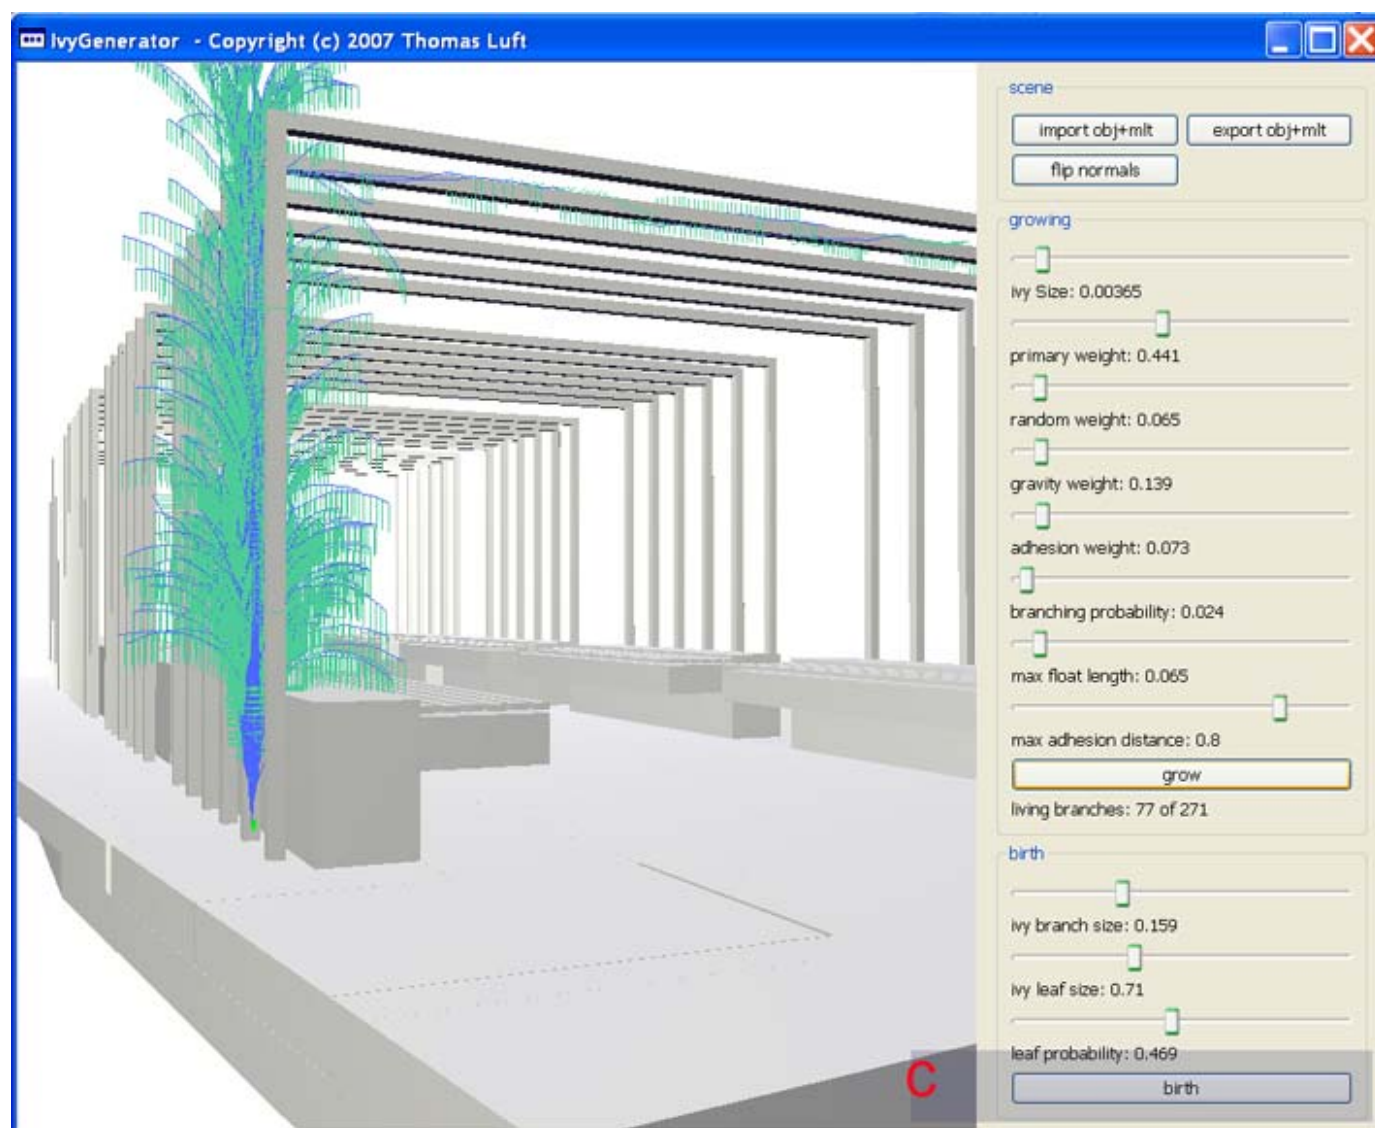 IvyGenerator - Copyright (c) 2007 Thomas Luft
scene
import obj+mlt export obj+mlt
flip normals
growing
ivy Size: 0.00365
primary weight: 0.441
random weight: 0.065
gravity weight: 0.139
adhesion weight: 0.073
branching probability: 0.024
max float length: 0.065
max adhesion distance: 0.8
grow
living branches: 77 of 271
birth
ivy branch size: 0.159
ivy leaf size: 0.71
leaf probability: 0.469
C
birth